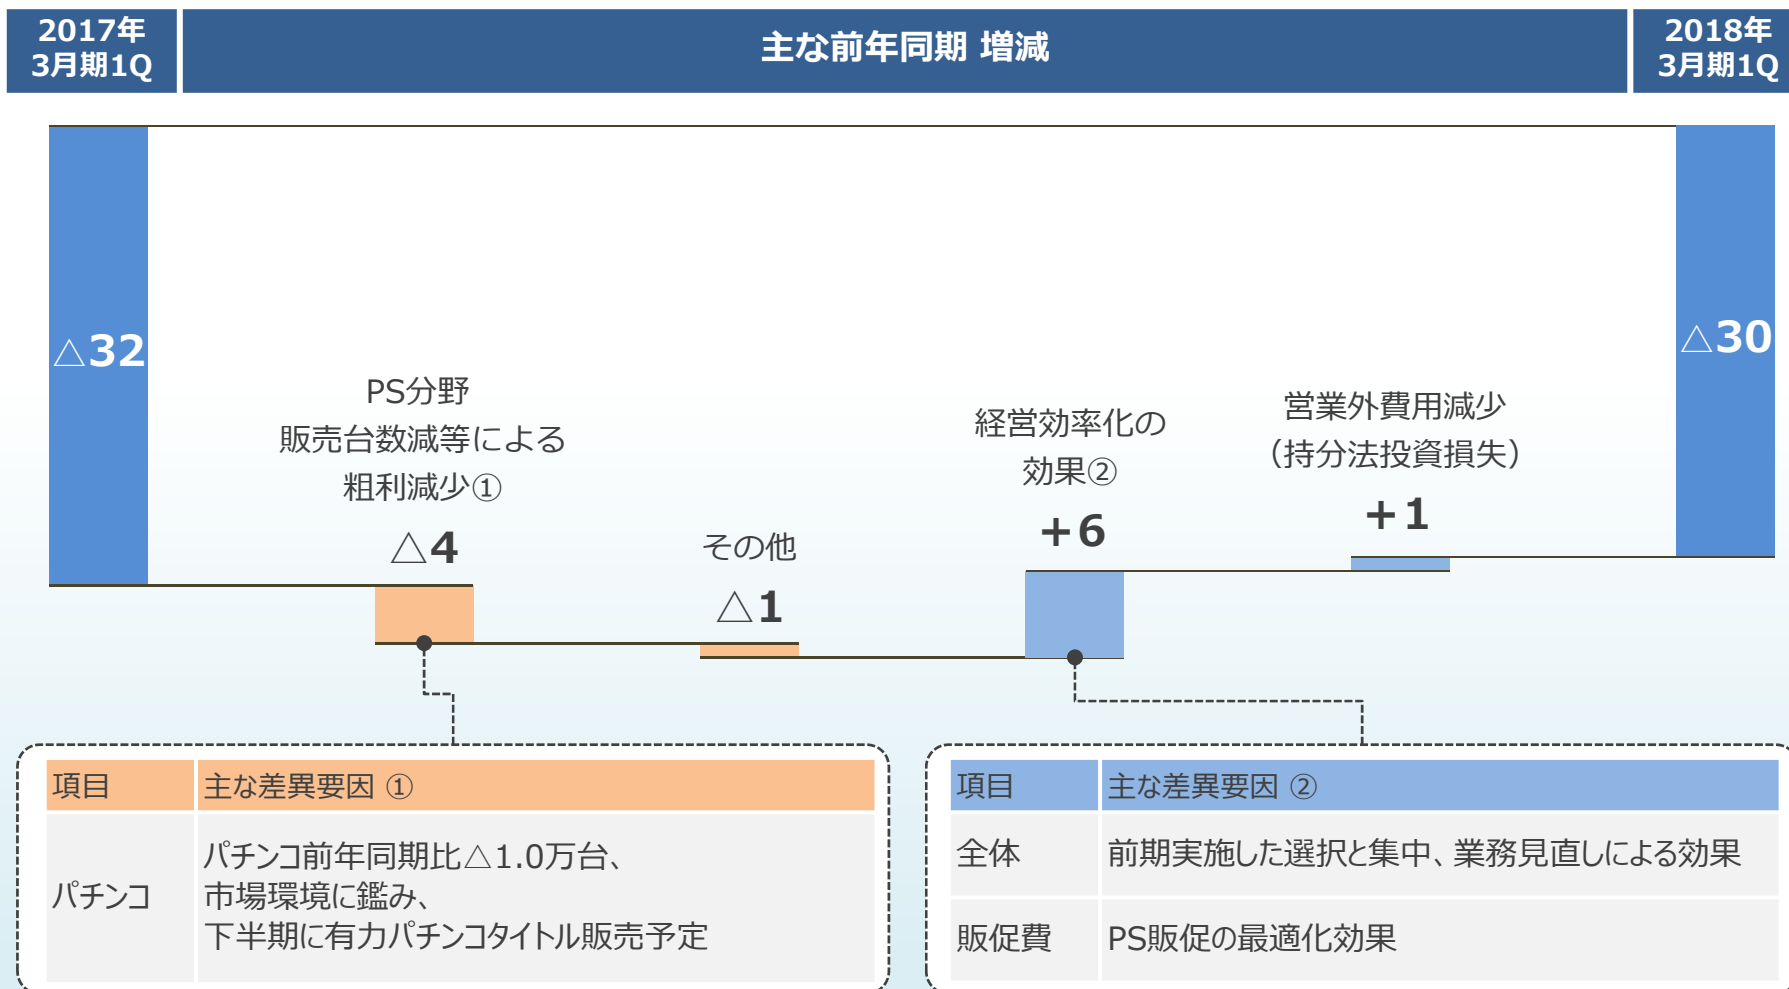 2017年
3月期1Q
主な前年同期 増減
2018年
3月期1Q
△32
PS分野
販売台数減等による
粗利減少①
△4
その他
△1
経営効率化の
効果②
+6
営業外費用減少
（持分法投資損失）
+1
△30
項目 主な差異要因 ①
パチンコ
パチンコ前年同期比△1.0万台、
市場環境に鑑み、
下半期に有力パチンコタイトル販売予定
項目 主な差異要因 ②
全体 前期実施した選択と集中、業務見直しによる効果
販促費 PS販促の最適化効果